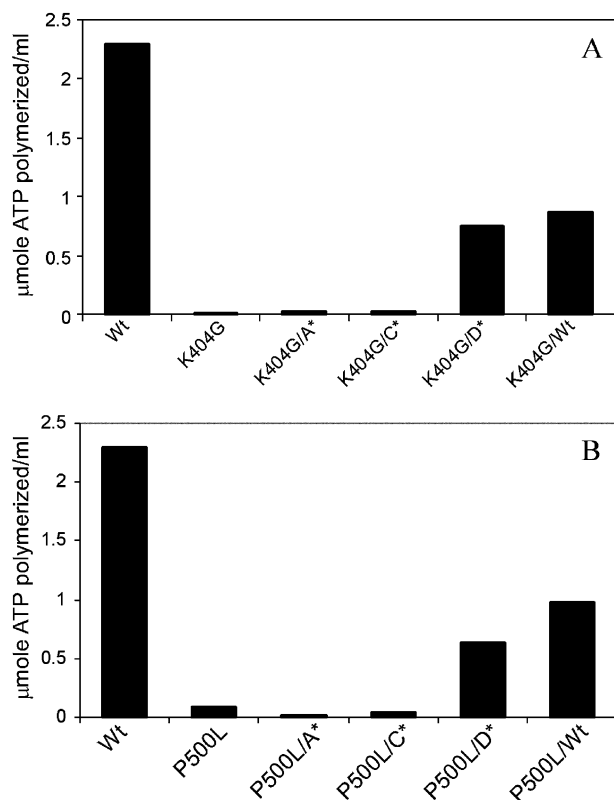 A
µmole ATP polymerized/ml
2.5
2
1.5
1
0.5
0
Wt
K404G
K404G/A*
K404G/C*
K404G/D*
K404G/Wt
B
µmole ATP polymerized/ml
2.5
2
1.5
1
0.5
0
Wt
P500L
P500L/A*
P500L/C*
P500L/D*
P500L/Wt